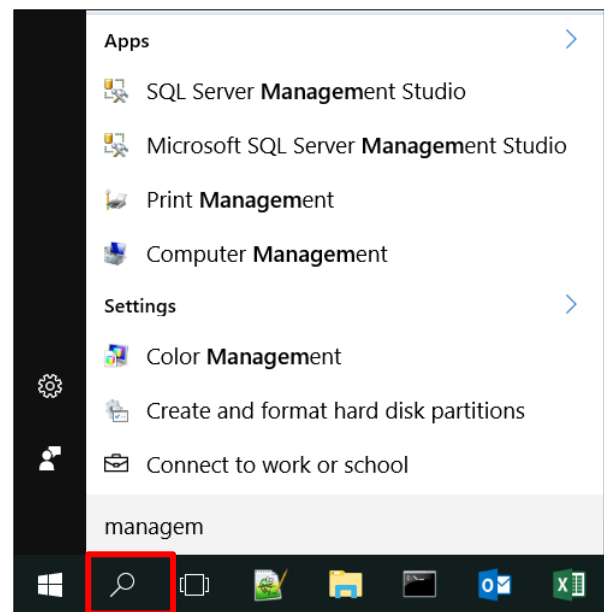 Apps
SQL Server Management Studio
Microsoft SQL Server Management Studio
Print Management
Computer Management
Settings
Color Management
Create and format hard disk partitions
Connect to work or school
managem